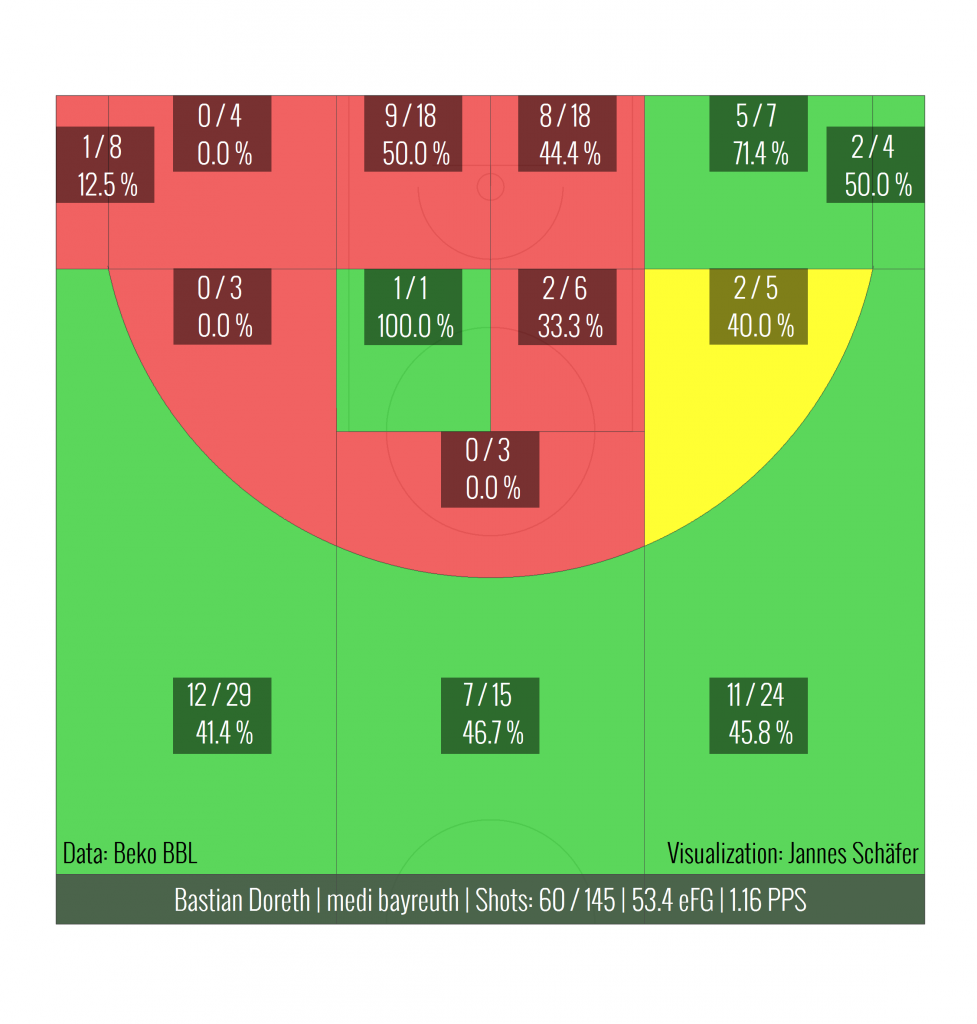 0 / 4
0.0 %
9 / 18
50.0 %
8 / 18
44.4 %
5 / 7
71.4 %
1 / 8
12.5 %
2 / 4
50.0 %
0 / 3
0.0 %
1 / 1
100.0 %
2 / 6
33.3 %
2 / 5
40.0 %
0 / 3
0.0 %
12 / 29
41.4 %
7 / 15
46.7 %
11 / 24
45.8 %
Data: Beko BBL
Visualization: Jannes Schäfer
Bastian Doreth | medi bayreuth | Shots: 60 / 145 | 53.4 eFG | 1.16 PPS